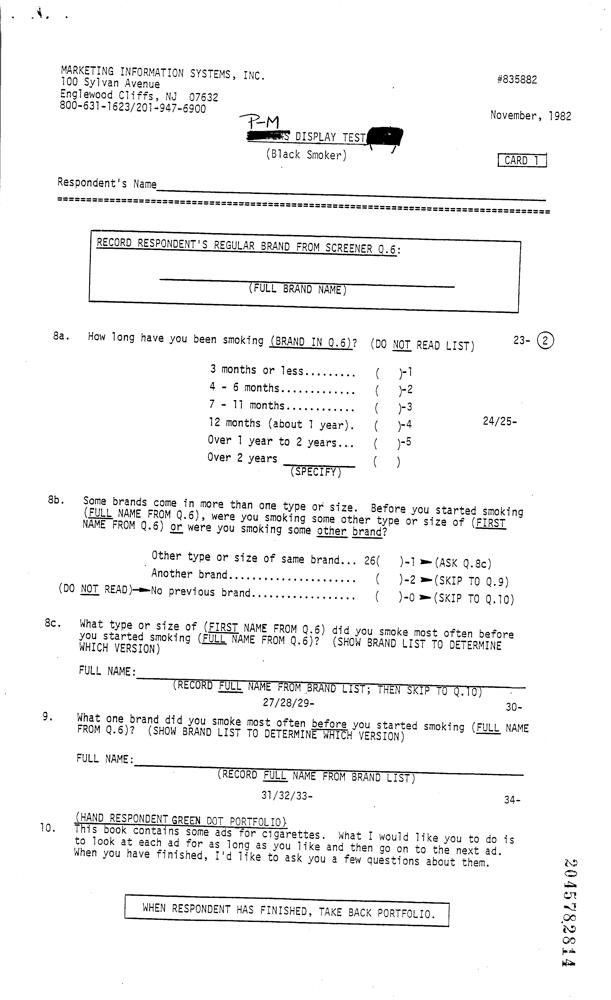 MARKETING INFORMATION SYSTEMS, INC.
100 Sylvan Avenue
Englewood Cliffs, NJ 07632
800-631-1623/201-947-6900
#835882
November, 1982
P-M
DISPLAY TEST
(Black Smoker)
CARD 1
Respondent's Name
RECORD RESPONDENT'S REGULAR BRAND FROM SCREENER Q.6:
(FULL BRAND NAME)
8a. How long have you been smoking (BRAND IN Q.6)? (DO NOT READ LIST) 23- 2
3 months or less......... ( )-1
4 - 6 months............. ( )-2
7 - 11 months............ ( )-3
12 months (about 1 year). ( )-4 24/25-
Over 1 year to 2 years... ( )-5
Over 2 years ( )
(SPECIFY)
8b. Some brands come in more than one type or size. Before you started smoking
(FULL NAME FROM Q.6), were you smoking some other type or size of (FIRST
NAME FROM Q.6) or were you smoking some other brand?
Other type or size of same brand... 26( )-1 (ASK Q.8c)
Another brand...................... ( )-2 (SKIP TO Q.9)
(DO NOT READ) No previous brand.................. ( )-0 (SKIP TO Q.10)
8c. What type or size of (FIRST NAME FROM Q.6) did you smoke most often before
you started smoking (FULL NAME FROM Q.6)? (SHOW BRAND LIST TO DETERMINE
WHICH VERSION)
FULL NAME:
(RECORD FULL NAME FROM BRAND LIST; THEN SKIP TO Q.10)
27/28/29- 30-
9. What one brand did you smoke most often before you started smoking (FULL NAME
FROM Q.6)? (SHOW BRAND LIST TO DETERMINE WHICH VERSION)
FULL NAME:
(RECORD FULL NAME FROM BRAND LIST)
31/32/33- 34-
(HAND RESPONDENT GREEN DOT PORTFOLIO)
10. This book contains some ads for cigarettes. What I would like you to do is
to look at each ad for as long as you like and then go on to the next ad.
When you have finished, I'd like to ask you a few questions about them.
WHEN RESPONDENT HAS FINISHED, TAKE BACK PORTFOLIO.
2045782814